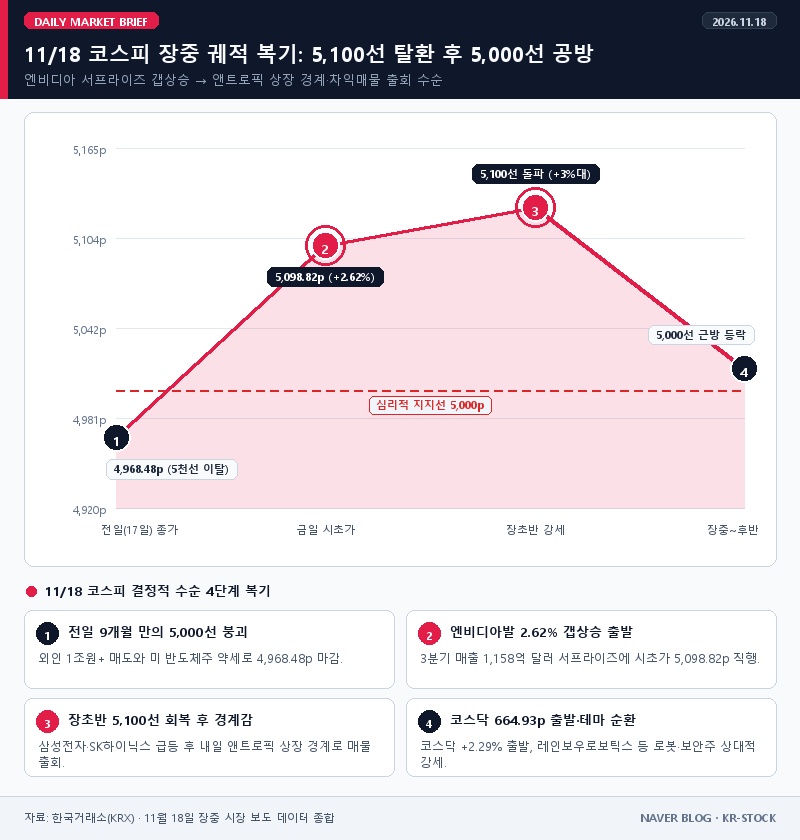 DAILY MARKET BRIEF
2026.11.18
11/18 코스피 장중 궤적 복기: 5,100선 탈환 후 5,000선 공방
엔비디아 서프라이즈 갭상승 → 앤트로픽 상장 경계·차익매물 출회 수순
5,165p
5,100선 돌파 (+3%대)
3
5,104p
2
5,098.82p (+2.62%)
5,042p
5,000선 근방 등락
4
심리적 지지선 5,000p
4,981p
1
4,968.48p (5천선 이탈)
4,920p
전일(17일) 종가
금일 시초가
장초반 강세
장중~후반
11/18 코스피 결정적 수순 4단계 복기
1 전일 9개월 만의 5,000선 붕괴
외인 1조원+ 매도와 미 반도체주 약세로 4,968.48p 마감.
2 엔비디아발 2.62% 갭상승 출발
3분기 매출 1,158억 달러 서프라이즈에 시초가 5,098.82p 직행.
3 장초반 5,100선 회복 후 경계감
삼성전자·SK하이닉스 급등 후 내일 앤트로픽 상장 경계로 매물
출회.
4 코스닥 664.93p 출발·테마 순환
코스닥 +2.29% 출발, 레인보우로보틱스 등 로봇·보안주 상대적
강세.
자료: 한국거래소(KRX) · 11월 18일 장중 시장 보도 데이터 종합
NAVER BLOG · KR-STOCK